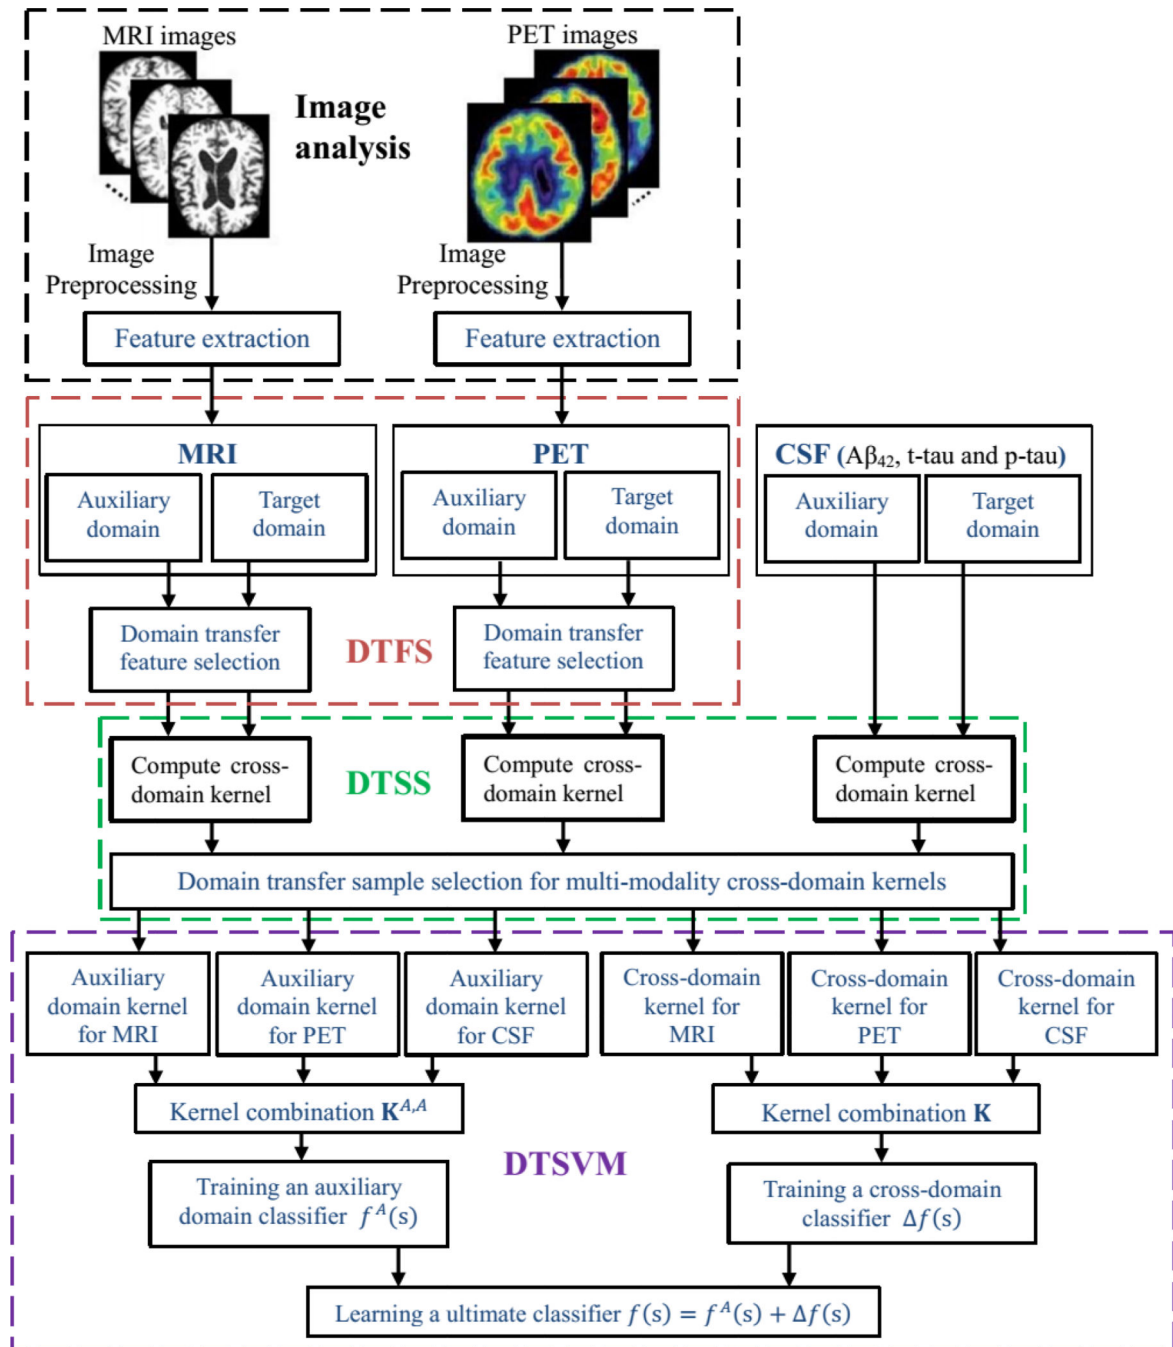 MRI images
PET images
Image
analysis
Image
Preprocessing
Image
Preprocessing
Feature extraction
Feature extraction
MRI
Auxiliary
domain
Target
domain
PET
Auxiliary
domain
Target
domain
CSF (Aβ₄₂, t-tau and p-tau)
Auxiliary
domain
Target
domain
Domain transfer
feature selection
DTFS
Domain transfer
feature selection
Compute cross-
domain kernel
DTSS
Compute cross-
domain kernel
Compute cross-
domain kernel
Domain transfer sample selection for multi-modality cross-domain kernels
Auxiliary
domain kernel
for MRI
Auxiliary
domain kernel
for PET
Auxiliary
domain kernel
for CSF
Cross-domain
kernel for
MRI
Cross-domain
kernel for
PET
Cross-domain
kernel for
CSF
Kernel combination K^{A,A}
Kernel combination K
DTSVM
Training an auxiliary
domain classifier f^A(s)
Training a cross-domain
classifier Δf(s)
Learning a ultimate classifier f(s) = f^A(s) + Δf(s)